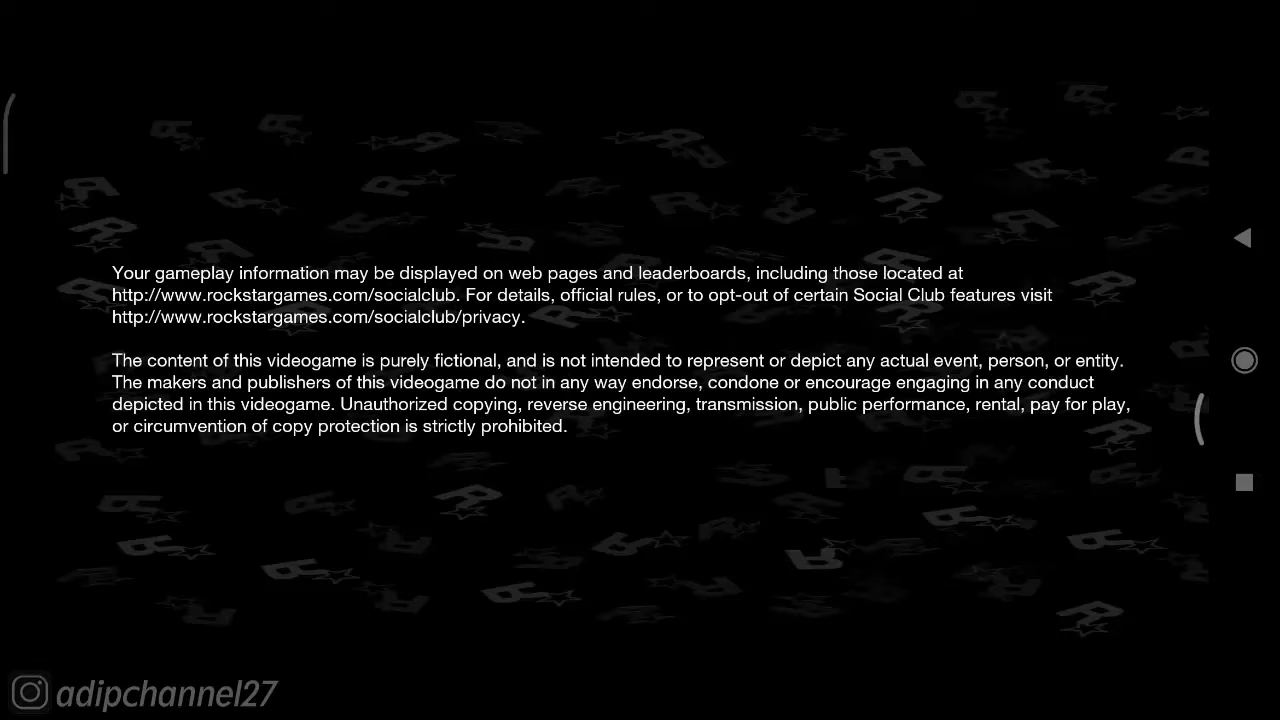 Your gameplay information may be displayed on web pages and leaderboards, including those located at
http://www.rockstargames.com/socialclub. For details, official rules, or to opt-out of certain Social Club features visit
http://www.rockstargames.com/socialclub/privacy.
The content of this videogame is purely fictional, and is not intended to represent or depict any actual event, person, or entity.
The makers and publishers of this videogame do not in any way endorse, condone or encourage engaging in any conduct
depicted in this videogame. Unauthorized copying, reverse engineering, transmission, public performance, rental, pay for play,
or circumvention of copy protection is strictly prohibited.
adipchannel27